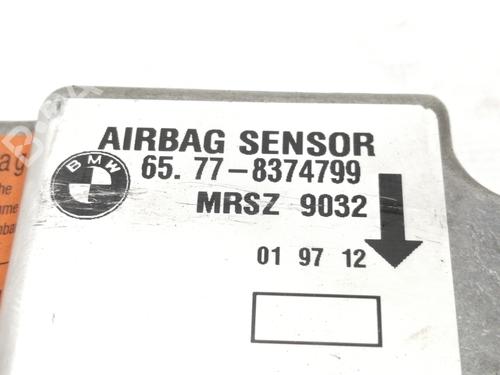 AIRBAG SENSOR
BMW
65. 77-8374799
MRSZ 9032
01 97 12